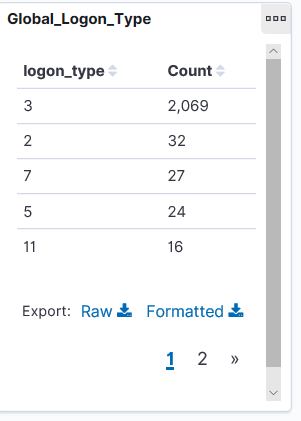 Global_Logon_Type
logon_type Count
3 2,069
2 32
7 27
5 24
11 16
Export: Raw Formatted
1 2 »